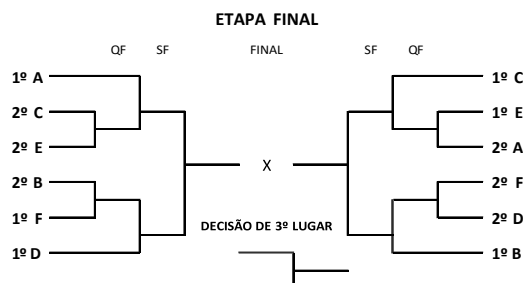 ETAPA FINAL
QF SF FINAL SF QF
1º A 1º C
2º C 1º E
2º E 2º A
X
2º B 2º F
1º F 2º D
DECISÃO DE 3º LUGAR
1º D 1º B